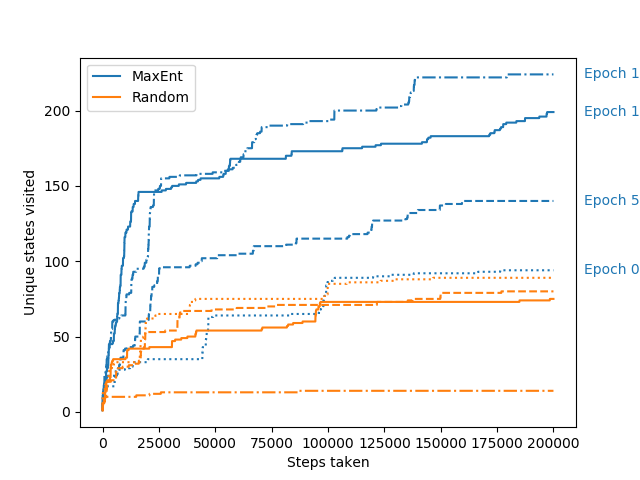 MaxEnt
Random
Epoch 1
Epoch 1
Epoch 5
Epoch 0
200
150
100
50
0
Unique states visited
0 25000 50000 75000 100000 125000 150000 175000 200000
Steps taken